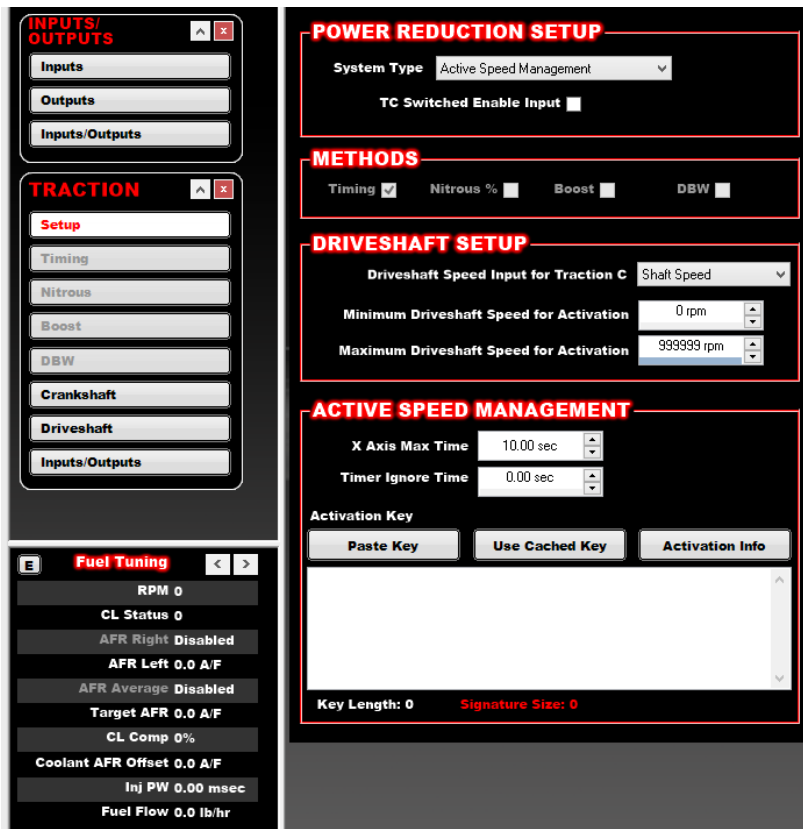 INPUTS/
OUTPUTS
x
Inputs
Outputs
Inputs/Outputs
TRACTION
x
Setup
Timing
Nitrous
Boost
DBW
Crankshaft
Driveshaft
Inputs/Outputs
E
Fuel Tuning
< >
RPM 0
CL Status 0
AFR Right Disabled
AFR Left 0.0 A/F
AFR Average Disabled
Target AFR 0.0 A/F
CL Comp 0%
Coolant AFR Offset 0.0 A/F
Inj PW 0.00 msec
Fuel Flow 0.0 lb/hr
POWER REDUCTION SETUP
System Type Active Speed Management
TC Switched Enable Input
METHODS
Timing Nitrous % Boost DBW
DRIVESHAFT SETUP
Driveshaft Speed Input for Traction C Shaft Speed
Minimum Driveshaft Speed for Activation 0 rpm
Maximum Driveshaft Speed for Activation 999999 rpm
ACTIVE SPEED MANAGEMENT
X Axis Max Time 10.00 sec
Timer Ignore Time 0.00 sec
Activation Key
Paste Key Use Cached Key Activation Info
Key Length: 0 Signature Size: 0